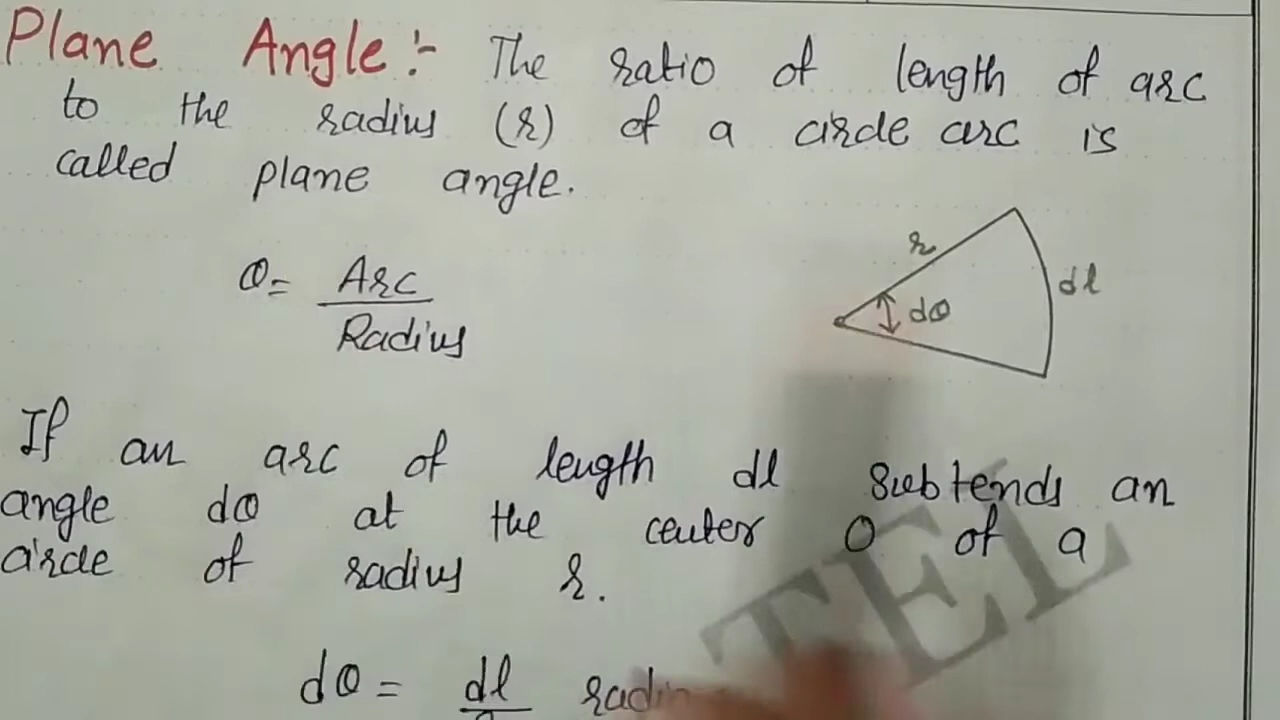 Plane Angle :- The ratio of length of arc
to the radius (r) of a circle arc is
called plane angle.
θ = Arc
Radius
r
dθ
dl
If an arc of length dl subtends an
angle dθ at the center O of a
circle of radius r.
dθ = dl
TEL